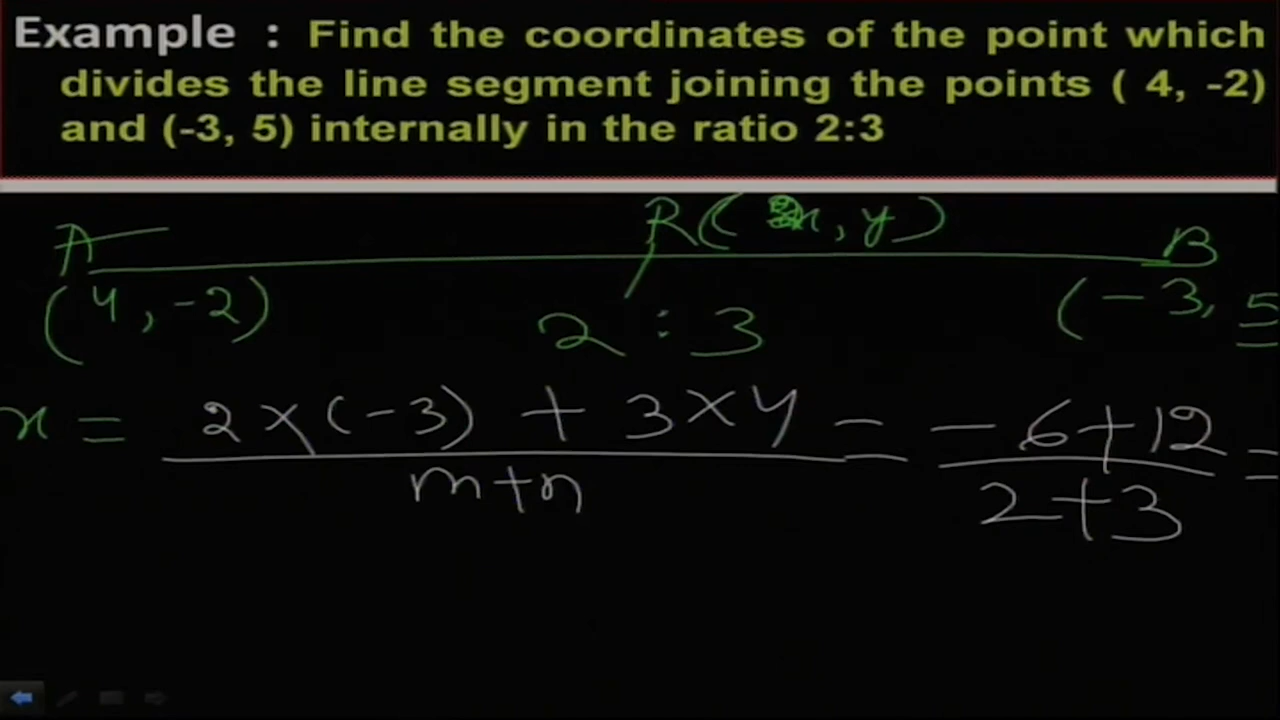 Example : Find the coordinates of the point which
divides the line segment joining the points ( 4, -2)
and (-3, 5) internally in the ratio 2:3
A R( x, y ) B
(4, -2) 2 : 3 (-3, 5
x = 2 × (-3) + 3 × 4 = -6+12 =
m+n 2+3